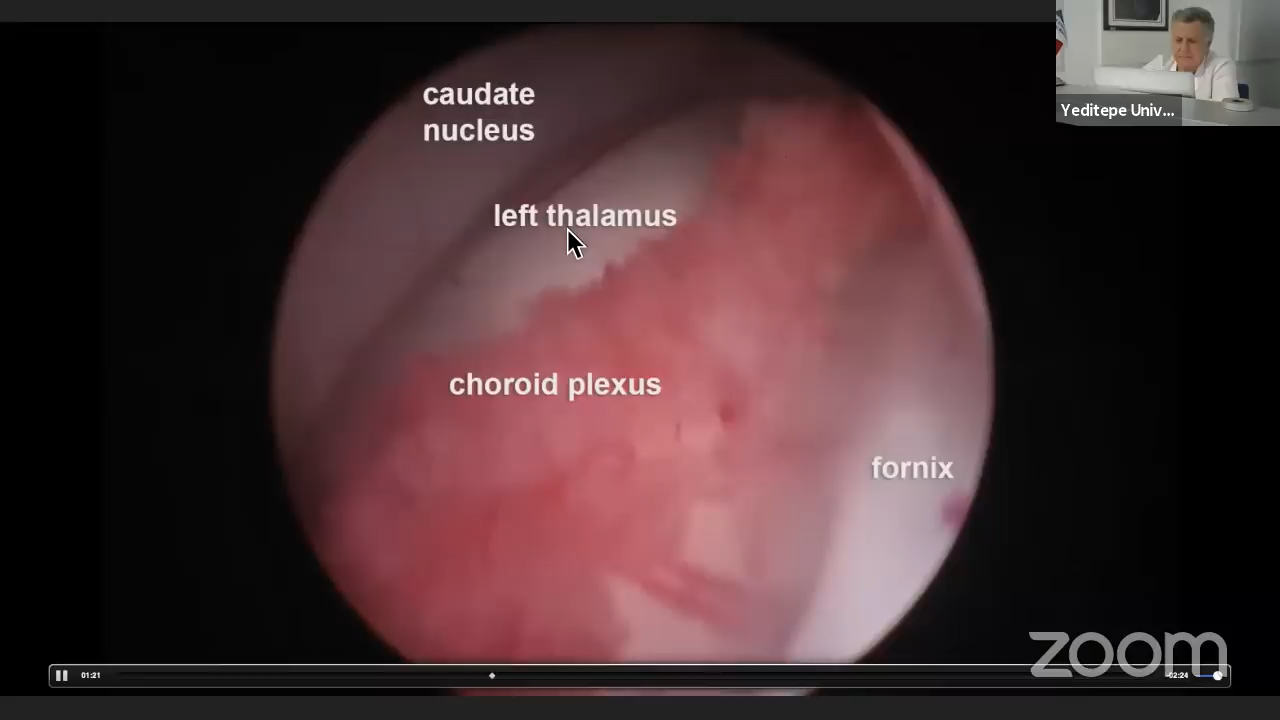 Yeditepe Univ...
caudate
nucleus
left thalamus
choroid plexus
fornix
zoom
01:21
-02:24